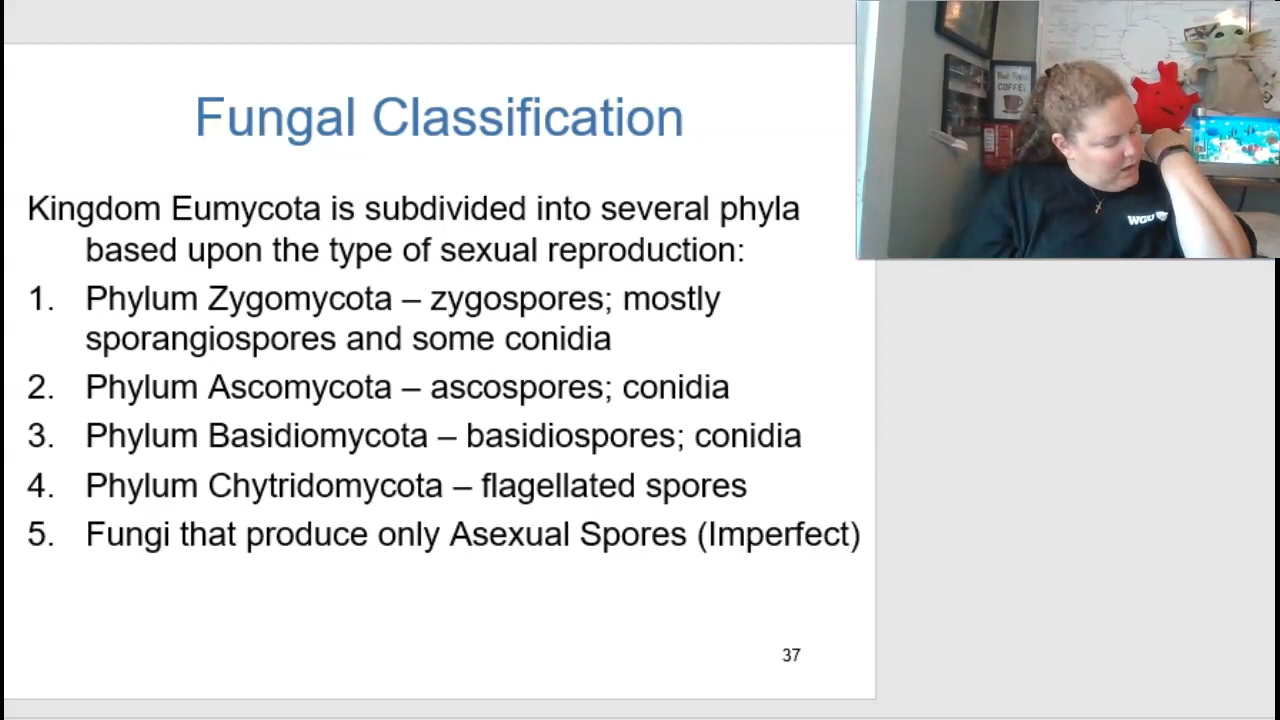 Fungal Classification
Kingdom Eumycota is subdivided into several phyla
based upon the type of sexual reproduction:
1. Phylum Zygomycota – zygospores; mostly
sporangiospores and some conidia
2. Phylum Ascomycota – ascospores; conidia
3. Phylum Basidiomycota – basidiospores; conidia
4. Phylum Chytridomycota – flagellated spores
5. Fungi that produce only Asexual Spores (Imperfect)
37
COFFEE
WGU